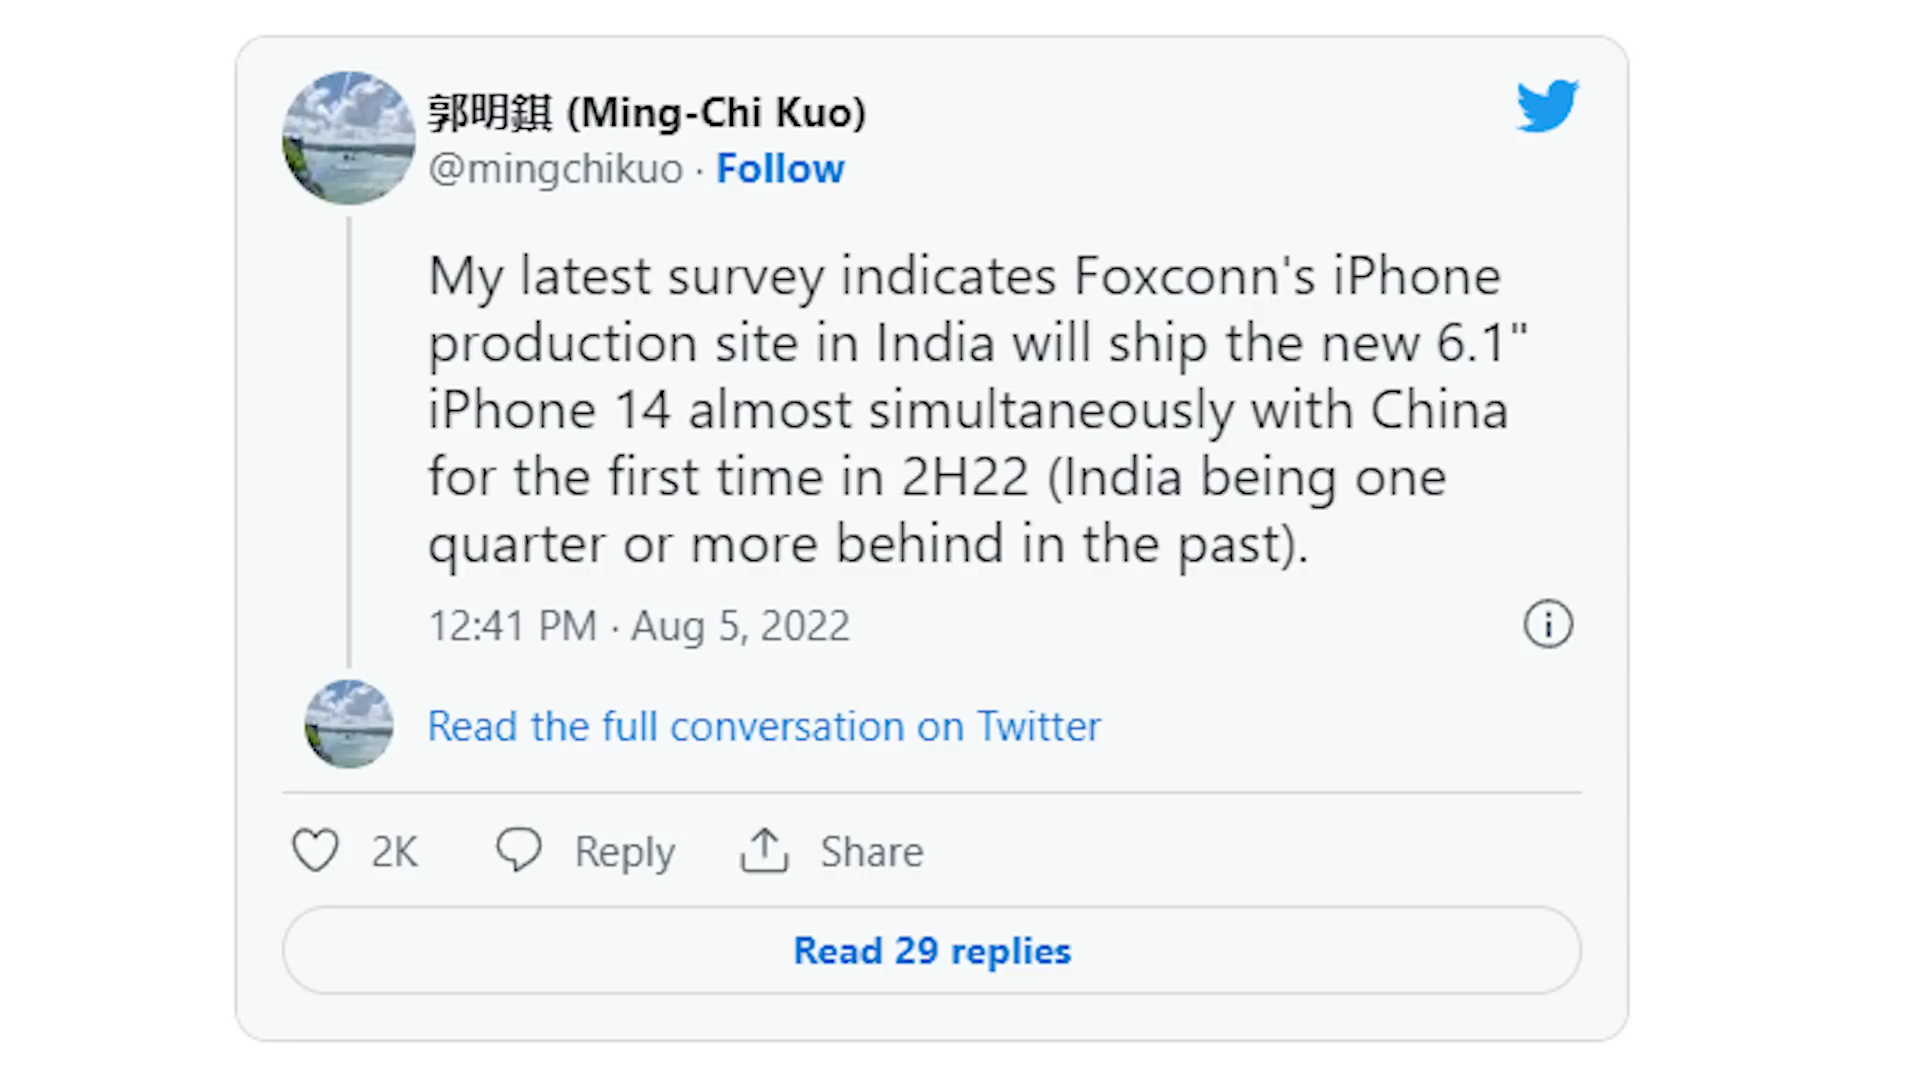 郭明錤 (Ming-Chi Kuo)
@mingchikuo · Follow
My latest survey indicates Foxconn's iPhone
production site in India will ship the new 6.1"
iPhone 14 almost simultaneously with China
for the first time in 2H22 (India being one
quarter or more behind in the past).
12:41 PM · Aug 5, 2022
Read the full conversation on Twitter
2K Reply Share
Read 29 replies